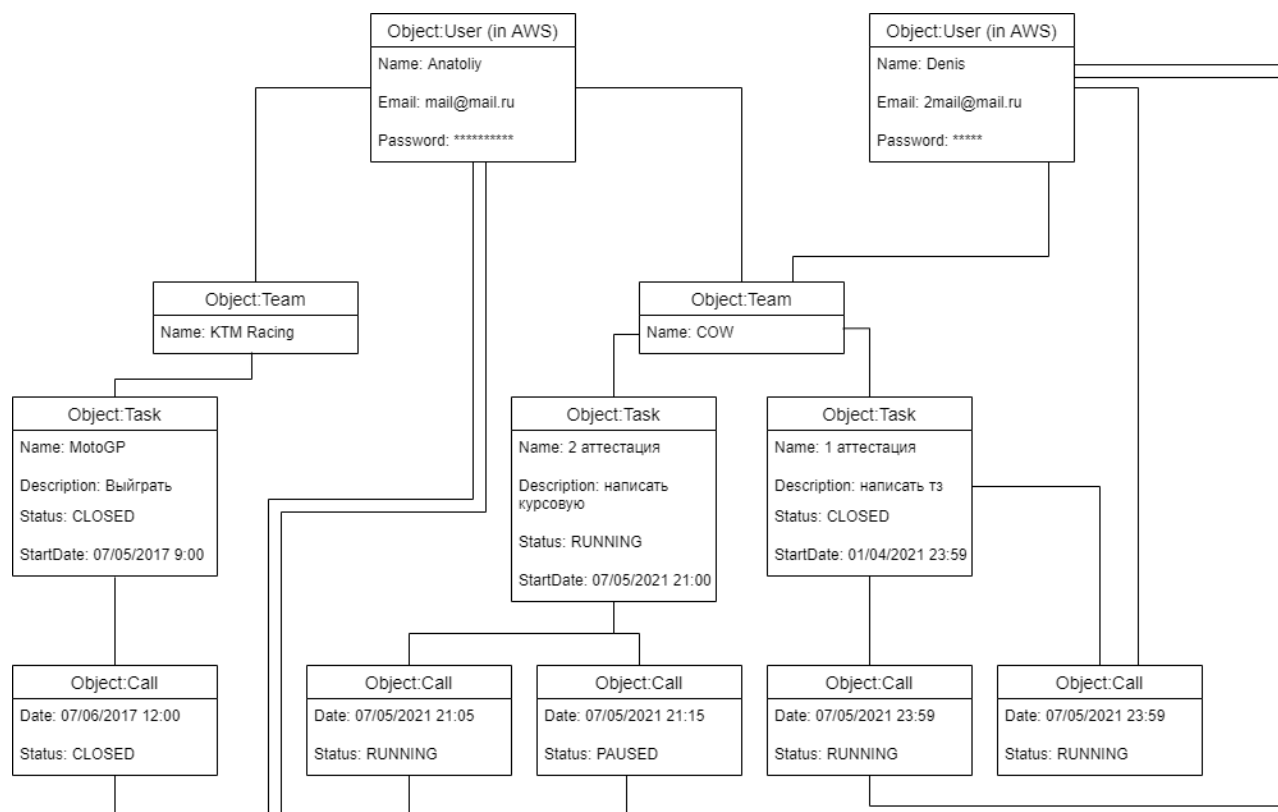 Object:User (in AWS)
Name: Anatoliy
Email: mail@mail.ru
Password: **********
Object:User (in AWS)
Name: Denis
Email: 2mail@mail.ru
Password: *****
Object:Team
Name: KTM Racing
Object:Team
Name: COW
Object:Task
Name: MotoGP
Description: Выйграть
Status: CLOSED
StartDate: 07/05/2017 9:00
Object:Task
Name: 2 аттестация
Description: написать
курсовую
Status: RUNNING
StartDate: 07/05/2021 21:00
Object:Task
Name: 1 аттестация
Description: написать тз
Status: CLOSED
StartDate: 01/04/2021 23:59
Object:Call
Date: 07/06/2017 12:00
Status: CLOSED
Object:Call
Date: 07/05/2021 21:05
Status: RUNNING
Object:Call
Date: 07/05/2021 21:15
Status: PAUSED
Object:Call
Date: 07/05/2021 23:59
Status: RUNNING
Object:Call
Date: 07/05/2021 23:59
Status: RUNNING